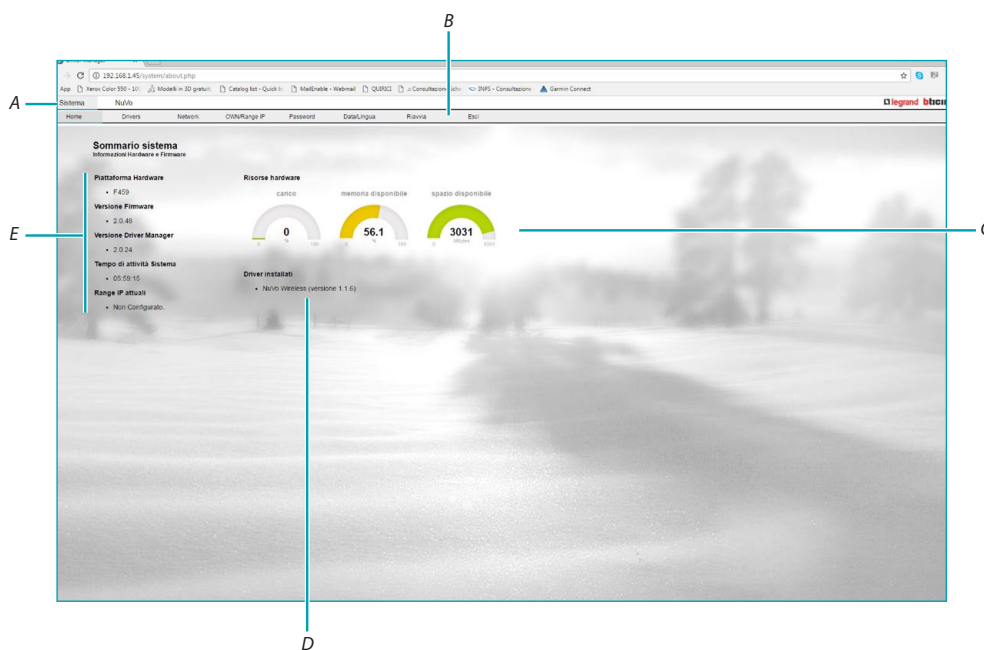 B
192.168.1.45/system/about.php
App Xerox Color 550 - 10: Modelli in 3D gratuiti Catalog list - Quick MailEnable - Webmail QUIRICI :: Consultazioni INPS - Consultazione Garmin Connect
A
Sistema NuVo legrand
Home Drivers Network OWN/Range IP Password Data/Lingua Riavvia Esci
Sommario sistema
Informazioni Hardware e Firmware
Piattaforma Hardware
• F459
Versione Firmware
• 2.0.48
Versione Driver Manager
• 2.0.24
Tempo di attività Sistema
• 05:59:15
Range IP attuali
• Non Configurato.
E
Risorse hardware
carico
0
%
0 100
memoria disponibile
56.1
%
0 100
spazio disponibile
3031
MBytes
0
Driver installati
• NuVo Wireless (versione 1.1.6)
D